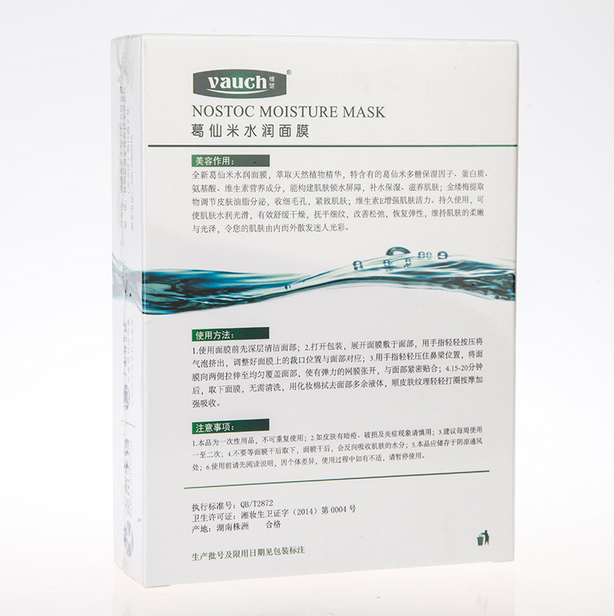 vauch®
维楚
NOSTOC MOISTURE MASK
葛仙米水润面膜
美容作用:
全新葛仙米水润面膜，萃取天然植物精华，特含有的葛仙米多糖保湿因子、蛋白质、
氨基酸、维生素营养成分，能构建肌肤锁水屏障，补水保湿、滋养肌肤；金缕梅提取
物调节皮肤油脂分泌，收细毛孔，紧致肌肤；维生素E增强肌肤活力。持久使用，可
使肌肤水润光滑，有效舒缓干燥，抚平细纹，改善松弛，恢复弹性，维持肌肤的柔嫩
与光泽，令您的肌肤由内而外散发迷人光彩。
使用方法:
1.使用面膜前先深层清洁面部；2.打开包装，展开面膜敷于面部，用手指轻轻按压将
气泡挤出，调整好面膜上的裁口位置与面部对应；3.用手指轻轻压住鼻梁位置，将面
膜向两侧拉伸至均匀覆盖面部，使有弹力的网膜张开，与面部紧密贴合；4.15-20分钟
后，取下面膜，无需清洗，用化妆棉拭去面部多余液体，顺皮肤纹理轻轻打圈按摩加
强吸收。
注意事项:
1.本品为一次性用品，不可重复使用；2.如皮肤有暗疮、破损及炎症现象请慎用；3.建议每周使用
一至二次；4.不要等面膜干后取下，面膜干后，会反向吸收肌肤的水分；5.本品应储存于阴凉通风
处；6.使用前请先阅读说明，因个体差异，使用过程中如有不适，请暂停使用。
执行标准号: QB/T2872
卫生许可证: 湘妆生卫证字（2014）第0004号
产地: 湖南株洲 合格
生产批号及限用日期见包装标注